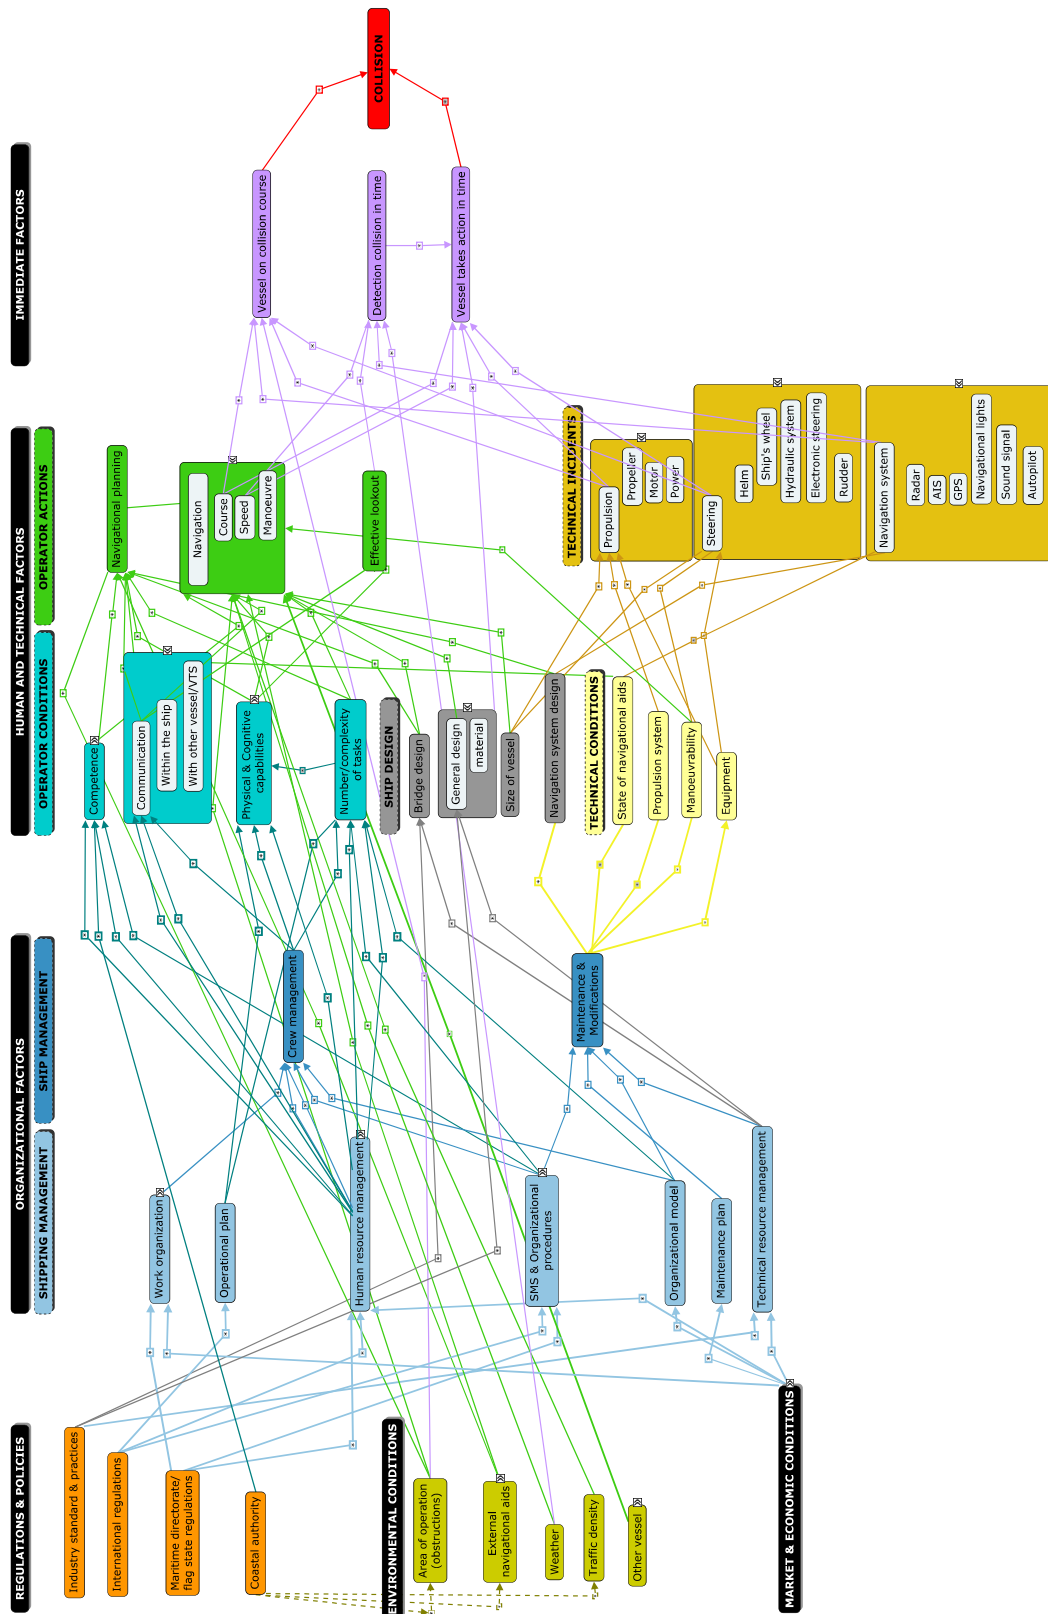 COLLISION
IMMEDIATE FACTORS
Vessel on collision course
Detection collision in time
Vessel takes action in time
HUMAN AND TECHNICAL FACTORS
OPERATOR ACTIONS
Navigational planning
Navigation
Course
Speed
Manoeuvre
Effective lookout
TECHNICAL INCIDENTS
Propulsion
Propeller
Motor
Power
Steering
Helm
Ship's wheel
Hydraulic system
Electronic steering
Rudder
Navigation system
Radar
AIS
GPS
Navigational lights
Sound signal
Autopilot
OPERATOR CONDITIONS
Competence
Communication
Within the ship
With other vessel/VTS
Physical & Cognitive
capabilities
Number/complexity
of tasks
SHIP DESIGN
Bridge design
General design
material
Size of vessel
Navigation system design
TECHNICAL CONDITIONS
State of navigational aids
Propulsion system
Manoeuvrability
Equipment
ORGANIZATIONAL FACTORS
SHIP MANAGEMENT
Crew management
Maintenance &
Modifications
SHIPPING MANAGEMENT
Work organization
Operational plan
Human resource management
SMS & Organizational
procedures
Organizational model
Maintenance plan
Technical resource management
REGULATIONS & POLICIES
Industry standard & practices
International regulations
Maritime directorate/
flag state regulations
Coastal authority
ENVIRONMENTAL CONDITIONS
Area of operation
(obstructions)
External
navigational aids
Weather
Traffic density
Other vessel
MARKET & ECONOMIC CONDITIONS